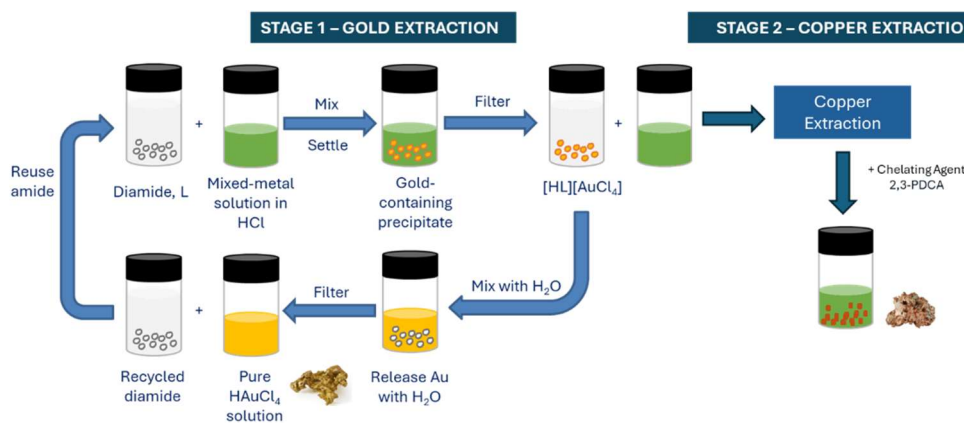 STAGE 1 – GOLD EXTRACTION
STAGE 2 – COPPER EXTRACTIO
Mix
Settle
Filter
+
+
Copper
Extraction
Reuse
amide
Diamide, L
Mixed-metal
solution in
HCl
Gold-
containing
precipitate
[HL][AuCl₄]
+ Chelating Agent
2,3-PDCA
Mix with H₂O
Filter
+
Recycled
diamide
Pure
HAuCl₄
solution
Release Au
with H₂O